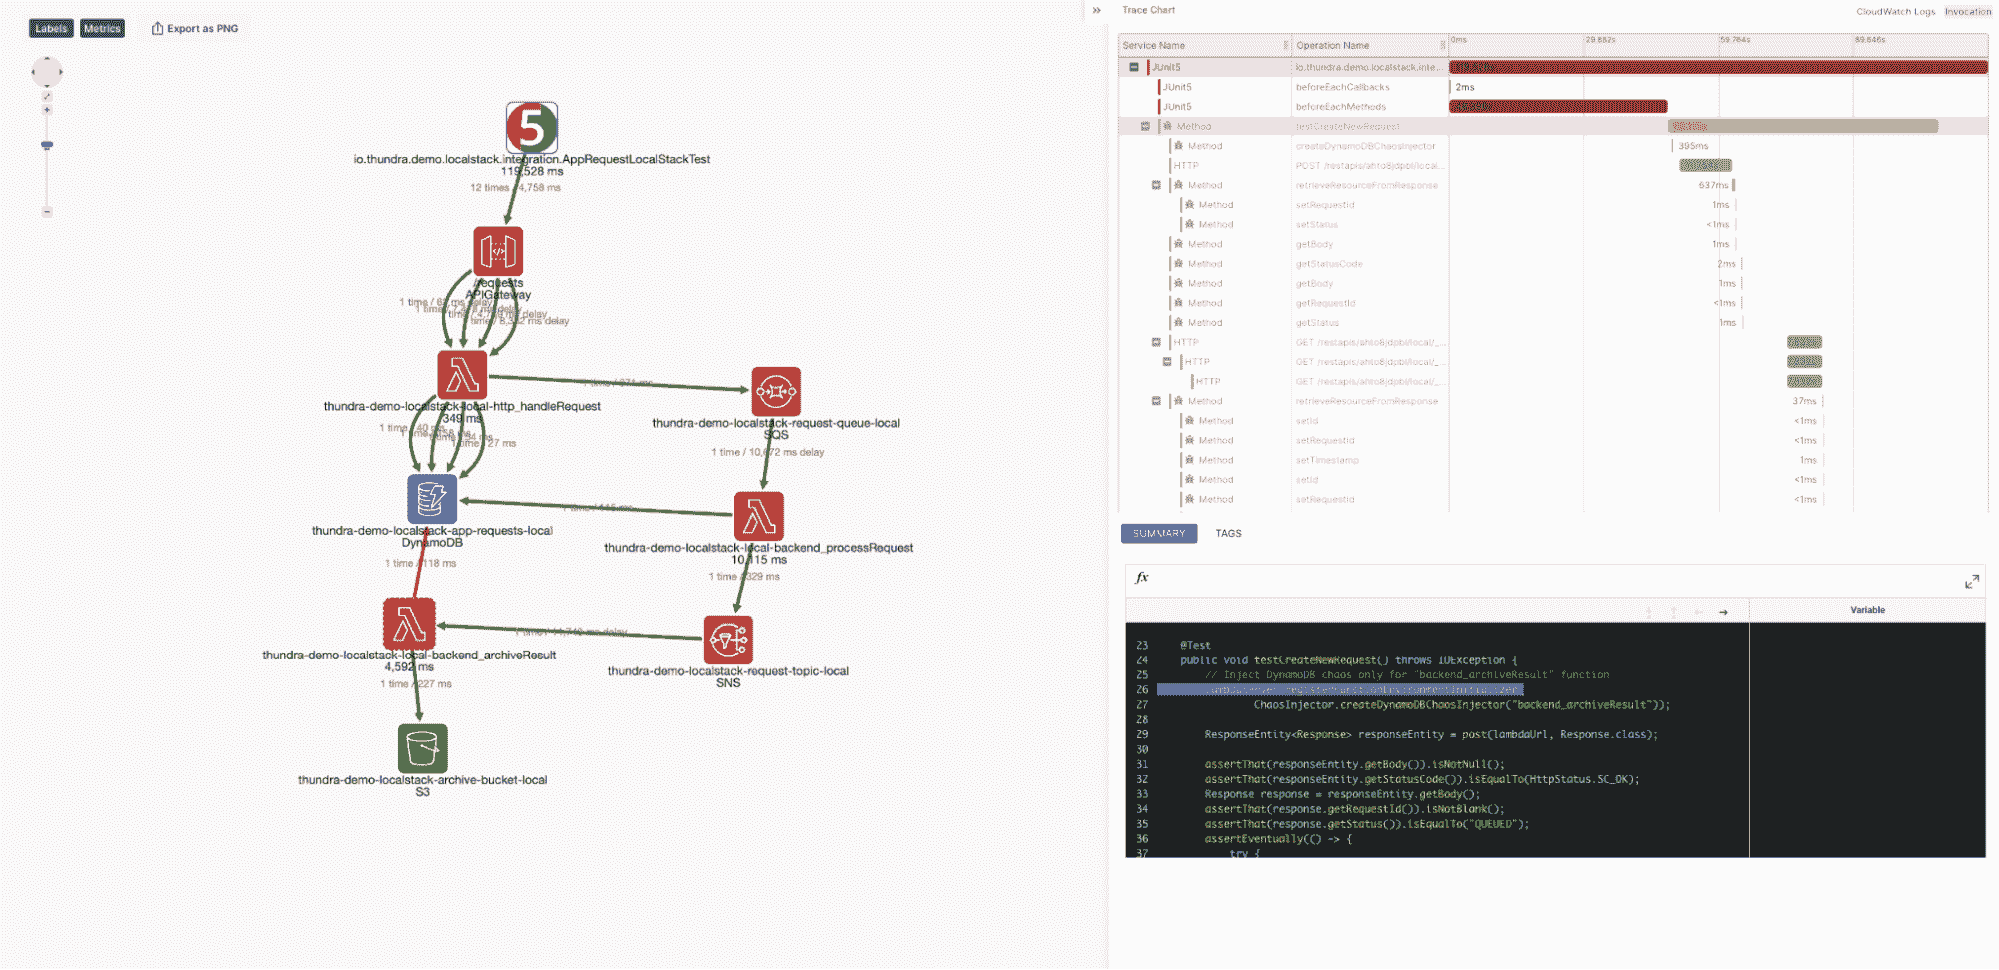 Labels
Metrics
Export as PNG
5
io.thundra.demo.localstack.integration.AppRequestLocalStackTest
119,528 ms
12 times / 4,758 ms
/requests
APIGateway
1 time /
ms delay
thundra-demo-localstack-local-http_handleRequest
349 ms
thundra-demo-localstack-request-queue-local
SQS
1 time / 10,672 ms delay
thundra-demo-localstack-app-requests-local
DynamoDB
1 time / 118 ms
thundra-demo-localstack-local-backend_processRequest
10,115 ms
1 time / 329 ms
thundra-demo-localstack-local-backend_archiveResult
4,592 ms
1 time / 227 ms
thundra-demo-localstack-request-topic-local
SNS
thundra-demo-localstack-archive-bucket-local
S3
Trace Chart
CloudWatch Logs
Invocation
Service Name
Operation Name
0ms
JUnit5 io.thundra.demo.localstack.inte...
JUnit5 beforeEachCallbacks 2ms
JUnit5 beforeEachMethods
Method testCreateNewRequest
Method createDynamoDBChaosInjector 395ms
HTTP POST /restapis/ahto8jdpbl/local...
Method retrieveResourceFromResponse 637ms
Method setRequestId 1ms
Method setStatus <1ms
Method getBody 1ms
Method getStatusCode 2ms
Method getBody 1ms
Method getRequestId <1ms
Method getStatus 1ms
HTTP GET /restapis/ahto8jdpbl/local/_...
HTTP GET /restapis/ahto8jdpbl/local/_...
HTTP GET /restapis/ahto8jdpbl/local/_...
Method retrieveResourceFromResponse 37ms
Method setId <1ms
Method setRequestId <1ms
Method setTimestamp 1ms
Method setId <1ms
Method setRequestId <1ms
SUMMARY
TAGS
fx
Variable
23 @Test
24 public void testCreateNewRequest() throws IOException {
25 // Inject DynamoDB chaos only for "backend_archiveResult" function
26
27 ChaosInjector.createDynamoDBChaosInjector("backend_archiveResult"));
28
29 ResponseEntity<Response> responseEntity = post(lambdaUrl, Response.class);
30
31 assertThat(responseEntity.getBody()).isNotNull();
32 assertThat(responseEntity.getStatusCode()).isEqualTo(HttpStatus.SC_OK);
33 Response response = responseEntity.getBody();
34 assertThat(response.getRequestId()).isNotBlank();
35 assertThat(response.getStatus()).isEqualTo("QUEUED");
36 assertEventually(() -> {
37 try {